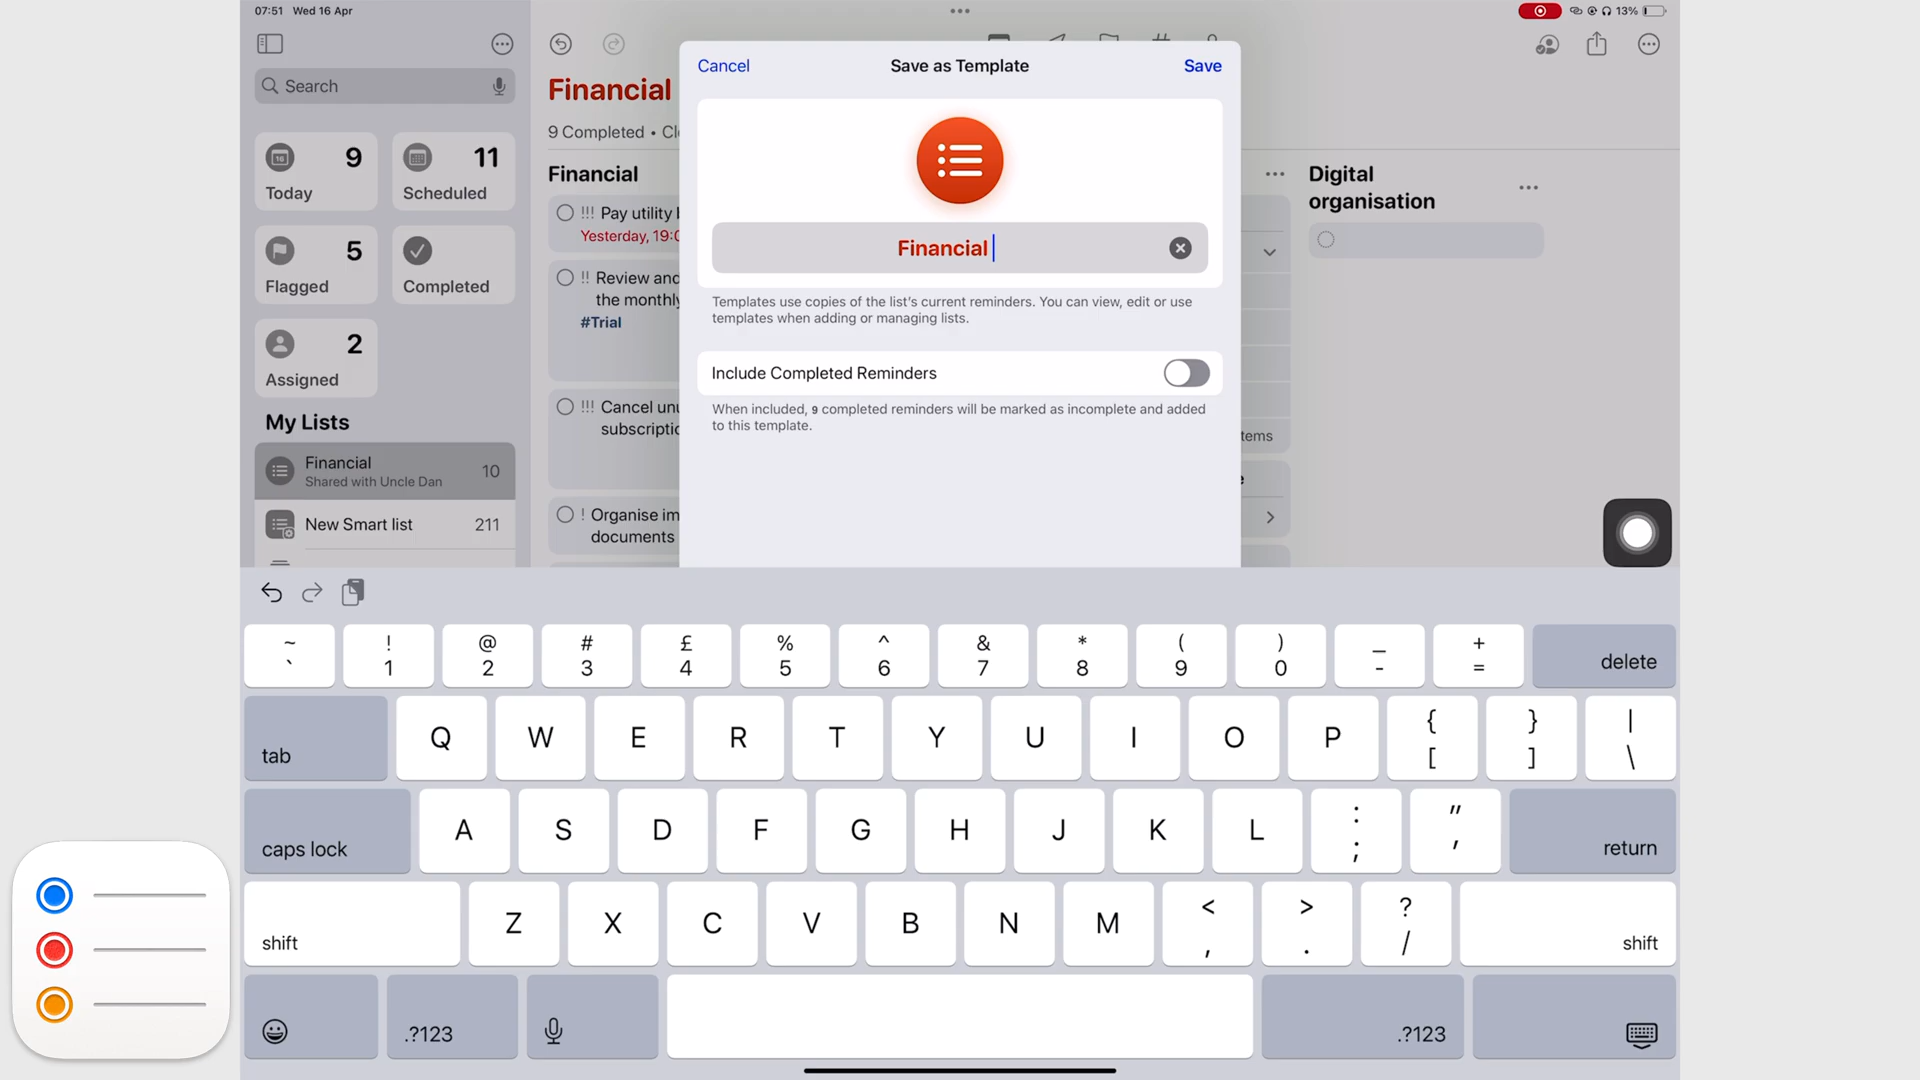 07:51 Wed 16 Apr
13%
Search
9
Today
11
Scheduled
5
Flagged
Completed
2
Assigned
My Lists
Financial
Shared with Uncle Dan
10
New Smart list
211
Financial
9 Completed •
Financial
!!! Pay utility
Yesterday,
!! Review and
the monthly
#Trial
!!! Cancel
! Organise
documents
Digital
organisation
Cancel
Save as Template
Save
Financial
Templates use copies of the list's current reminders. You can view, edit or use
templates when adding or managing lists.
Include Completed Reminders
When included, 9 completed reminders will be marked as incomplete and added
to this template.
~ ! @ # £ % ^ & * ( ) _ +
` 1 2 3 4 5 6 7 8 9 0 - = delete
tab Q W E R T Y U I O P { [ } ] | \
caps lock A S D F G H J K L : ; " ' return
shift Z X C V B N M < , > . ? / shift
.?123 .?123